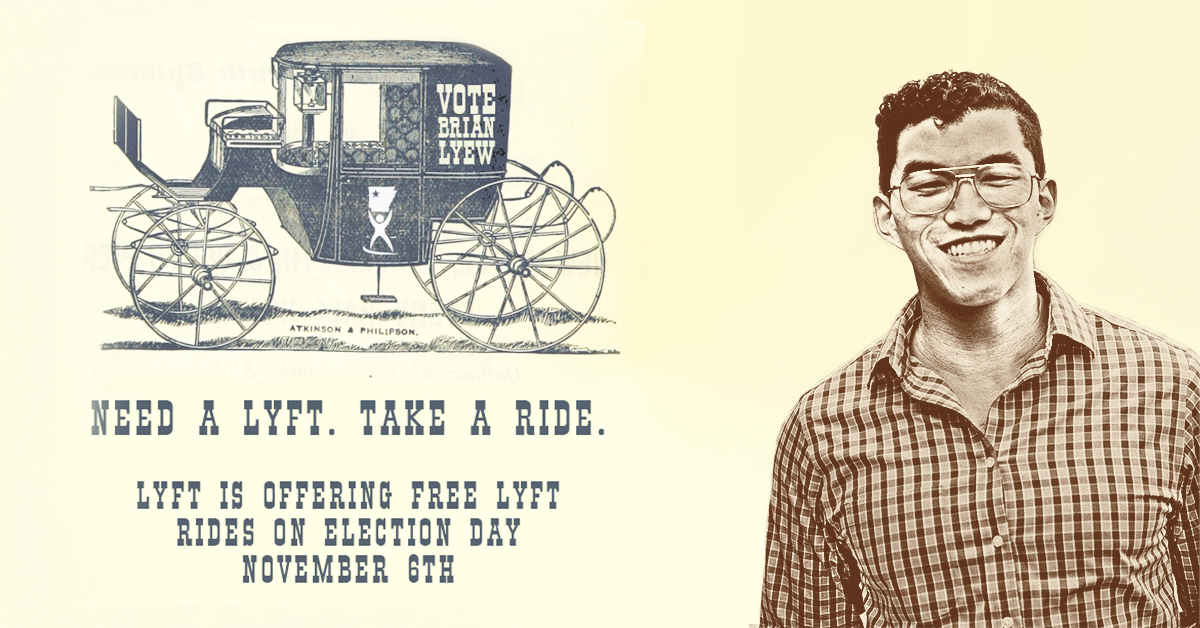 VOTE
BRIAN
LYEW
ATKINSON & PHILIPSON.
NEED A LYFT. TAKE A RIDE.
LYFT IS OFFERING FREE LYFT
RIDES ON ELECTION DAY
NOVEMBER 6TH